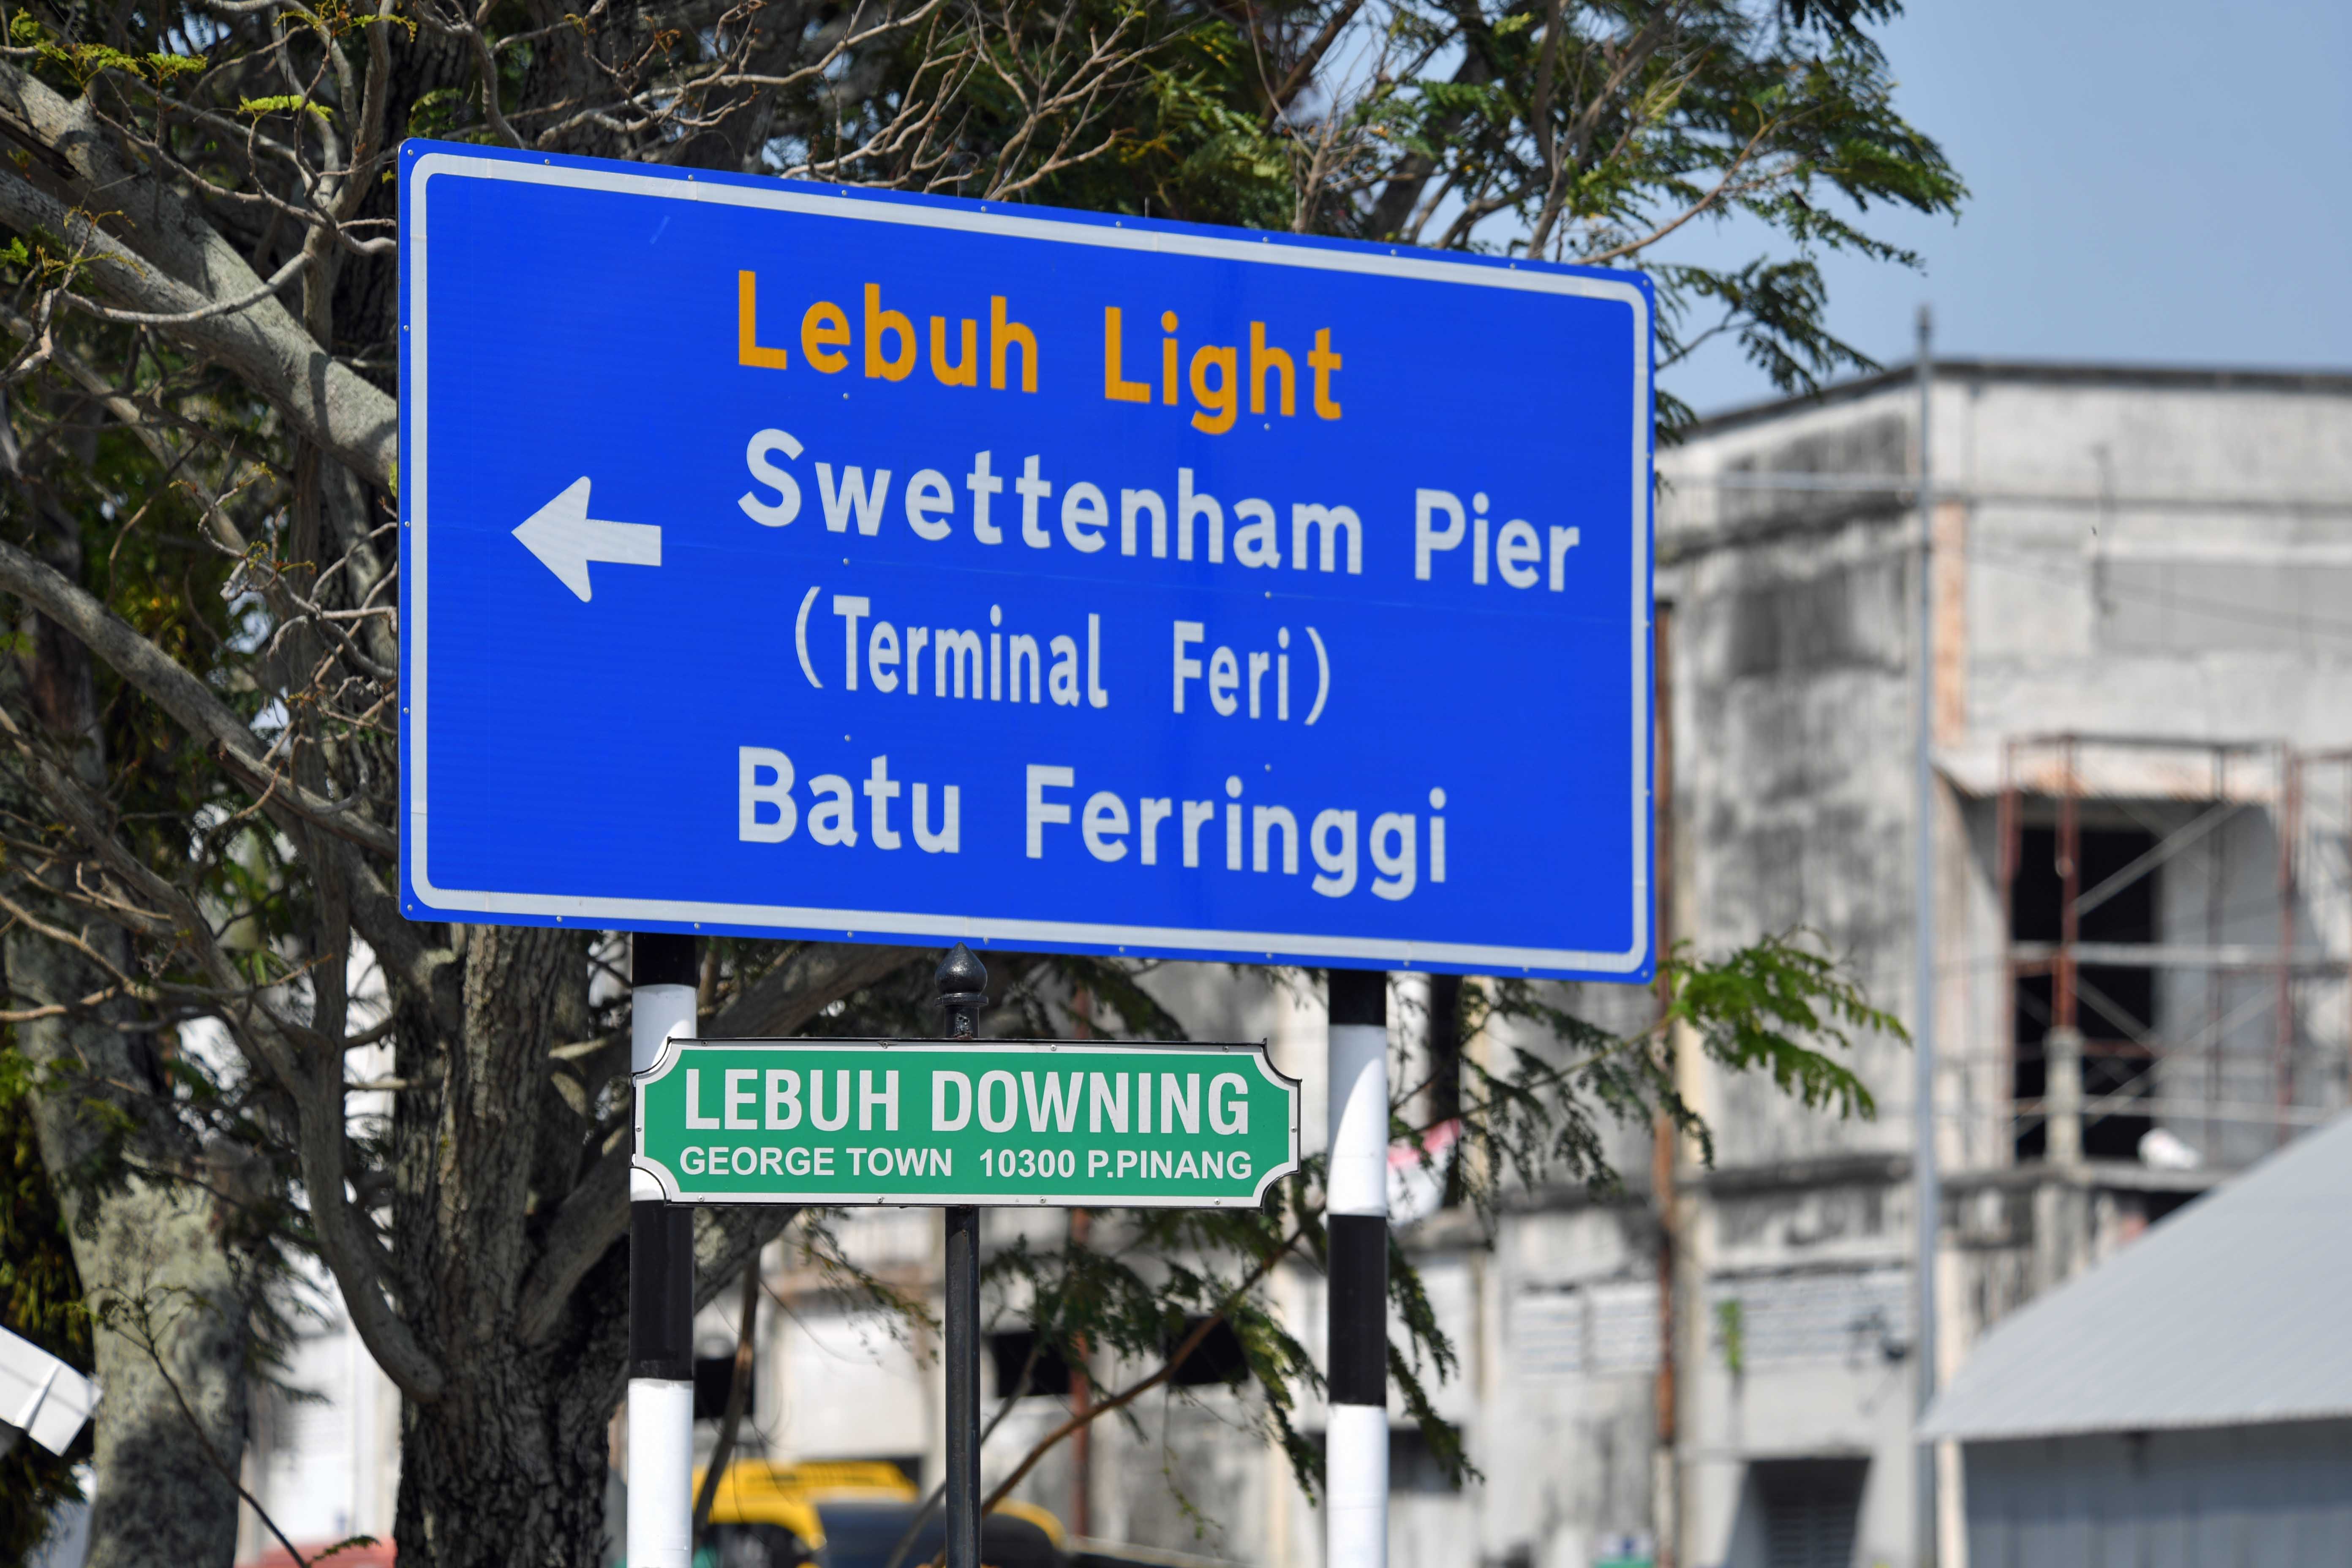 Lebuh Light
Swettenham Pier
(Terminal Feri)
Batu Ferringgi
LEBUH DOWNING
GEORGE TOWN 10300 P.PINANG